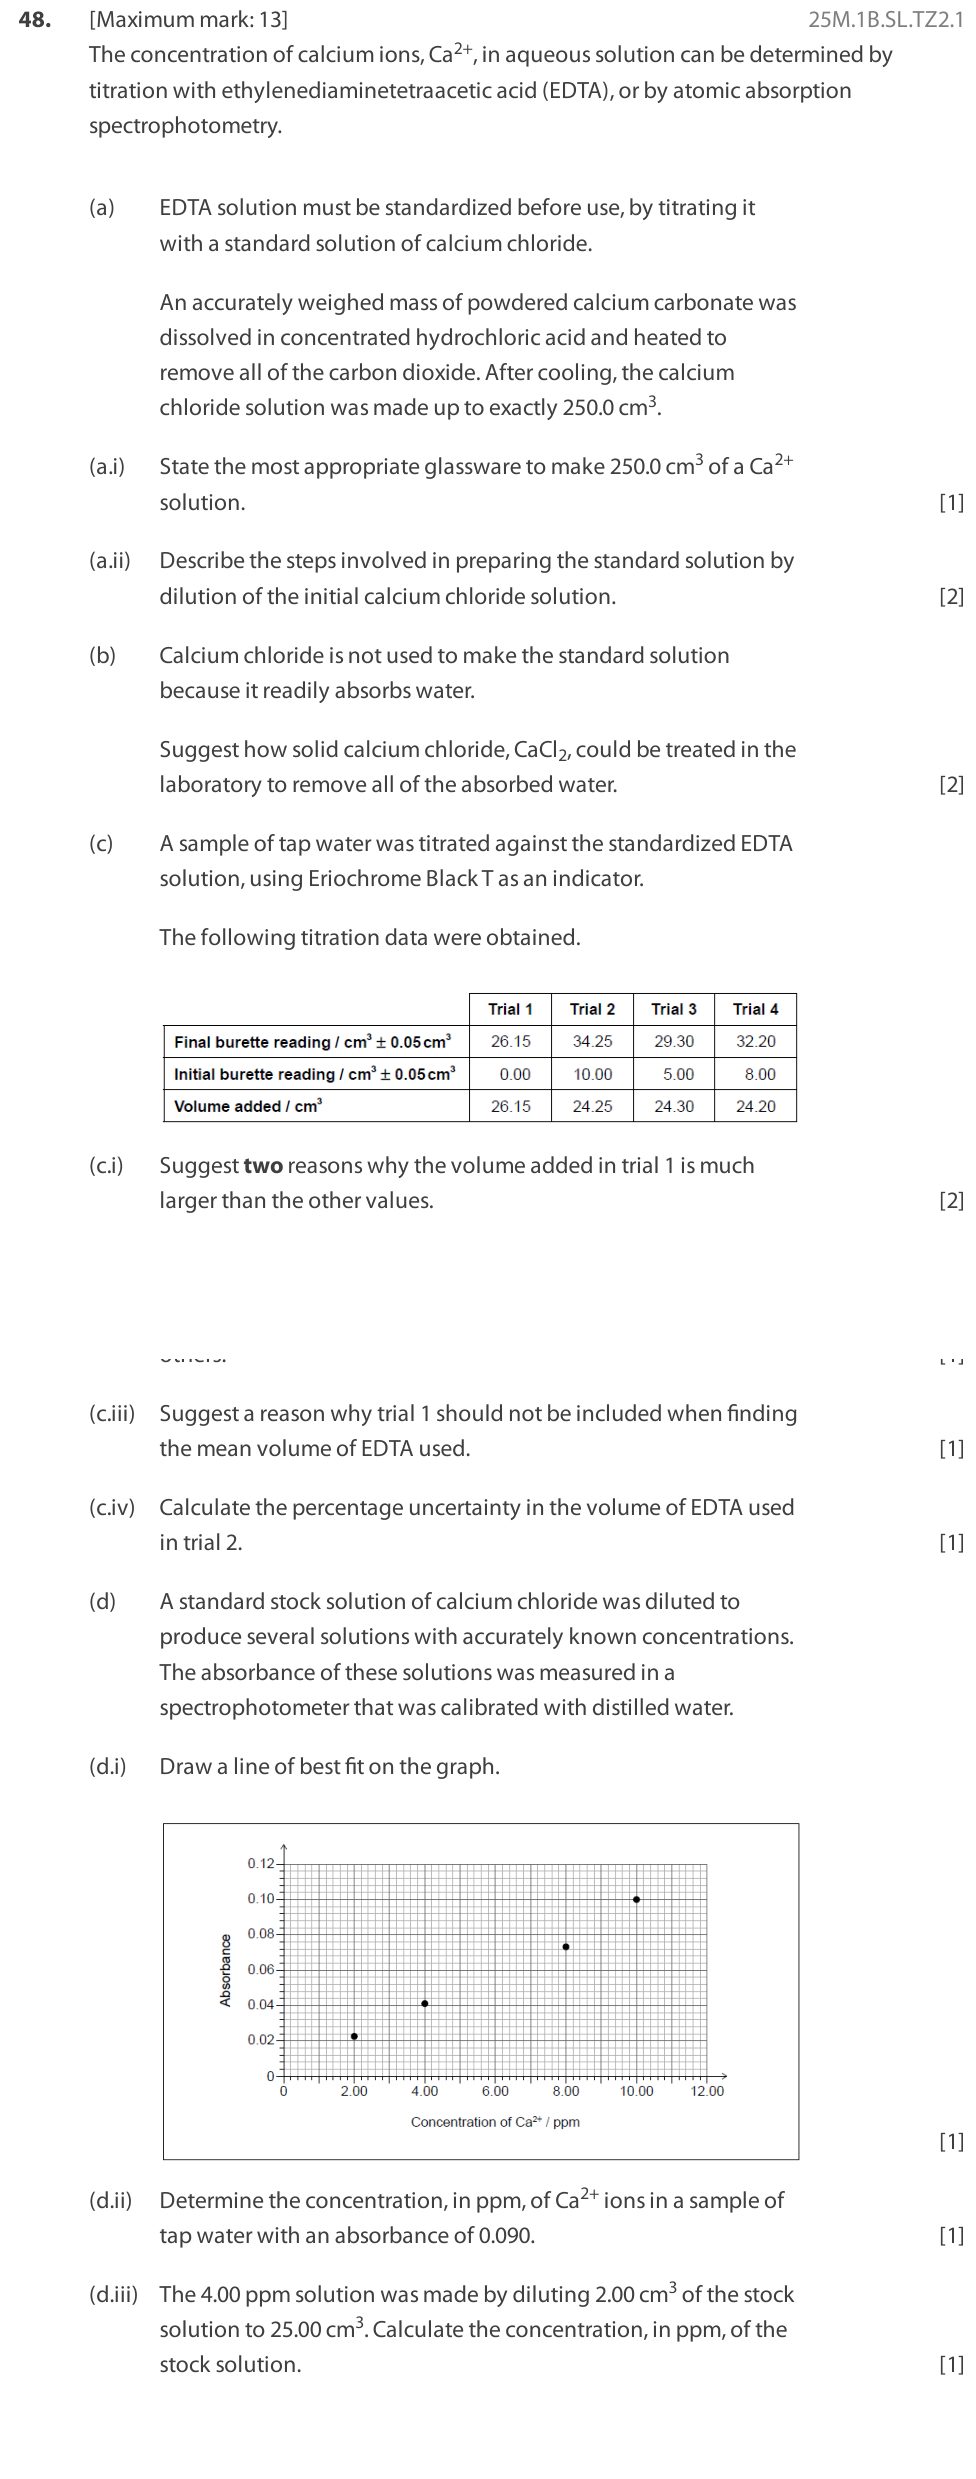 48. [Maximum mark: 13] 25M.1B.SL.TZ2.1
The concentration of calcium ions, Ca²⁺, in aqueous solution can be determined by
titration with ethylenediaminetetraacetic acid (EDTA), or by atomic absorption
spectrophotometry.
(a) EDTA solution must be standardized before use, by titrating it
with a standard solution of calcium chloride.
An accurately weighed mass of powdered calcium carbonate was
dissolved in concentrated hydrochloric acid and heated to
remove all of the carbon dioxide. After cooling, the calcium
chloride solution was made up to exactly 250.0 cm³.
(a.i) State the most appropriate glassware to make 250.0 cm³ of a Ca²⁺
solution. [1]
(a.ii) Describe the steps involved in preparing the standard solution by
dilution of the initial calcium chloride solution. [2]
(b) Calcium chloride is not used to make the standard solution
because it readily absorbs water.
Suggest how solid calcium chloride, CaCl₂, could be treated in the
laboratory to remove all of the absorbed water. [2]
(c) A sample of tap water was titrated against the standardized EDTA
solution, using Eriochrome Black T as an indicator.
The following titration data were obtained.
Trial 1 Trial 2 Trial 3 Trial 4
Final burette reading / cm³ ± 0.05 cm³ 26.15 34.25 29.30 32.20
Initial burette reading / cm³ ± 0.05 cm³ 0.00 10.00 5.00 8.00
Volume added / cm³ 26.15 24.25 24.30 24.20
(c.i) Suggest two reasons why the volume added in trial 1 is much
larger than the other values. [2]
(c.iii) Suggest a reason why trial 1 should not be included when finding
the mean volume of EDTA used. [1]
(c.iv) Calculate the percentage uncertainty in the volume of EDTA used
in trial 2. [1]
(d) A standard stock solution of calcium chloride was diluted to
produce several solutions with accurately known concentrations.
The absorbance of these solutions was measured in a
spectrophotometer that was calibrated with distilled water.
(d.i) Draw a line of best fit on the graph.
0.12
0.10
0.08
Absorbance
0.06
0.04
0.02
0
0 2.00 4.00 6.00 8.00 10.00 12.00
Concentration of Ca²⁺ / ppm
[1]
(d.ii) Determine the concentration, in ppm, of Ca²⁺ ions in a sample of
tap water with an absorbance of 0.090. [1]
(d.iii) The 4.00 ppm solution was made by diluting 2.00 cm³ of the stock
solution to 25.00 cm³. Calculate the concentration, in ppm, of the
stock solution. [1]